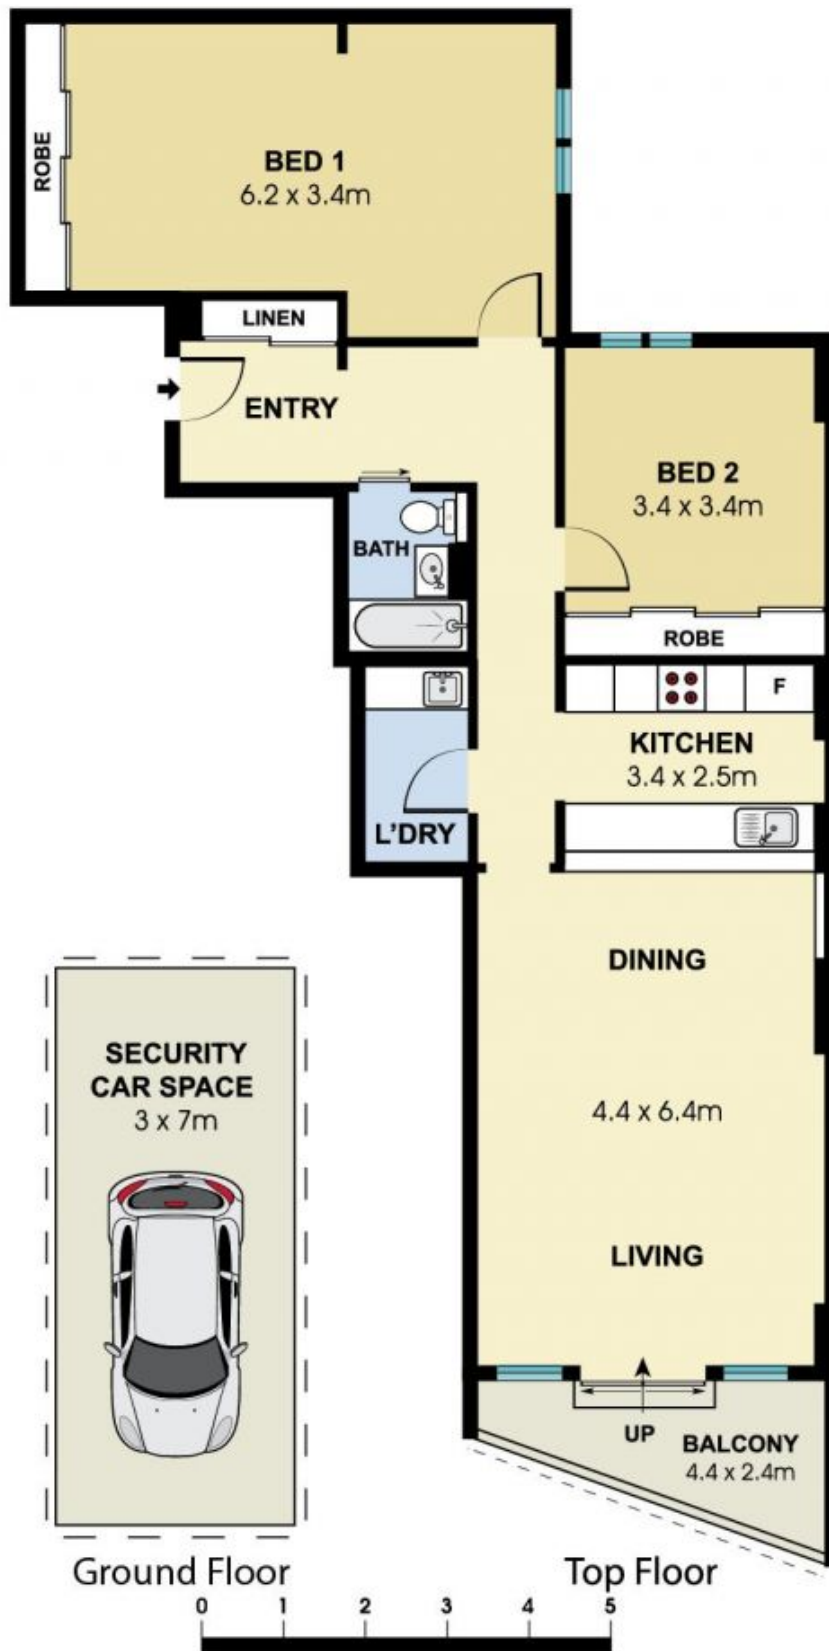 ROBE
BED 1
6.2 x 3.4m
LINEN
ENTRY
BED 2
3.4 x 3.4m
BATH
ROBE
F
KITCHEN
3.4 x 2.5m
L'DRY
DINING
SECURITY
CAR SPACE
3 x 7m
4.4 x 6.4m
LIVING
UP
BALCONY
4.4 x 2.4m
Ground Floor
Top Floor
0 1 2 3 4 5